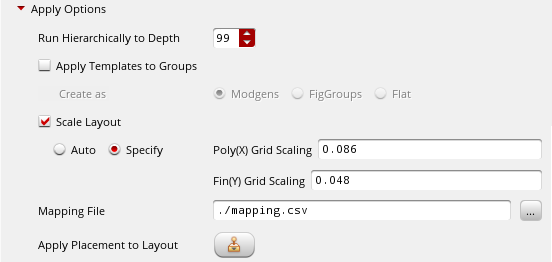 Apply Options
Run Hierarchically to Depth 99
Apply Templates to Groups
Create as Modgens FigGroups Flat
Scale Layout
Auto Specify Poly(X) Grid Scaling 0.086
Fin(Y) Grid Scaling 0.048
Mapping File ./mapping.csv ...
Apply Placement to Layout